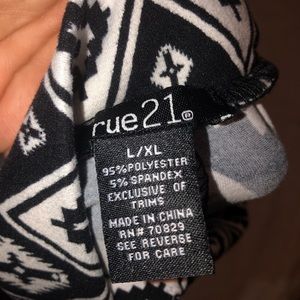 rue21®
L/XL
95%POLYESTER
5% SPANDEX
EXCLUSIVE OF
TRIMS
MADE IN CHINA
RN# 70829
SEE REVERSE
FOR CARE